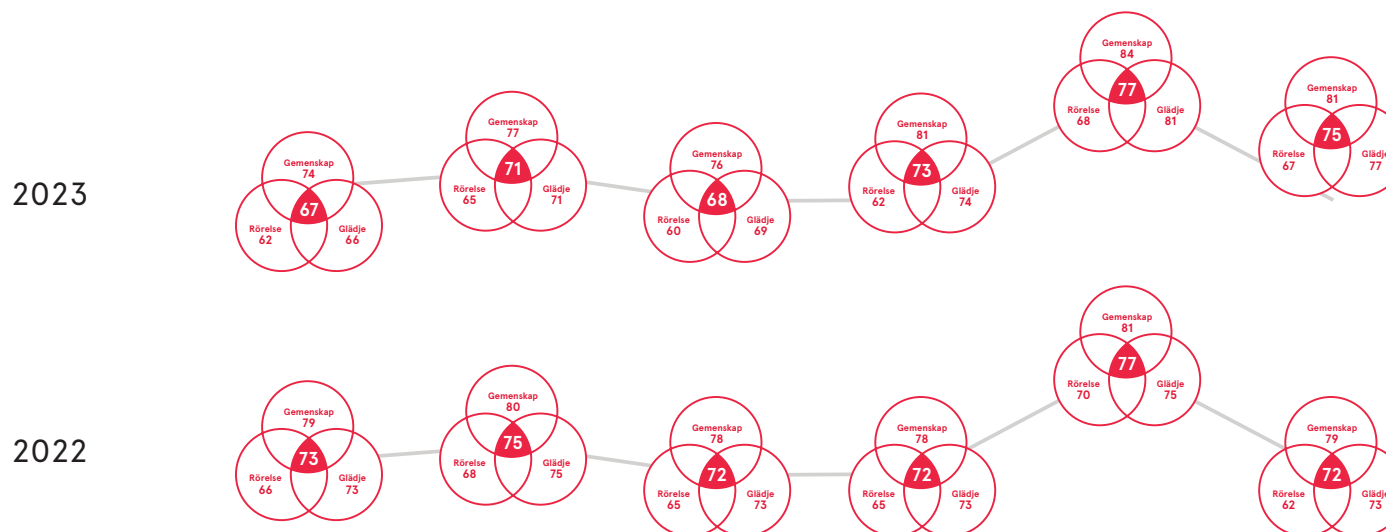 2023
Gemenskap
74
67
Rörelse
62
Glädje
66
Gemenskap
77
71
Rörelse
65
Glädje
71
Gemenskap
76
68
Rörelse
60
Glädje
69
Gemenskap
81
73
Rörelse
62
Glädje
74
Gemenskap
84
77
Rörelse
68
Glädje
81
Gemenskap
81
75
Rörelse
67
Glädje
77
2022
Gemenskap
79
73
Rörelse
66
Glädje
73
Gemenskap
80
75
Rörelse
68
Glädje
75
Gemenskap
78
72
Rörelse
65
Glädje
73
Gemenskap
78
72
Rörelse
65
Glädje
73
Gemenskap
81
77
Rörelse
70
Glädje
75
Gemenskap
79
72
Rörelse
62
Glädje
73